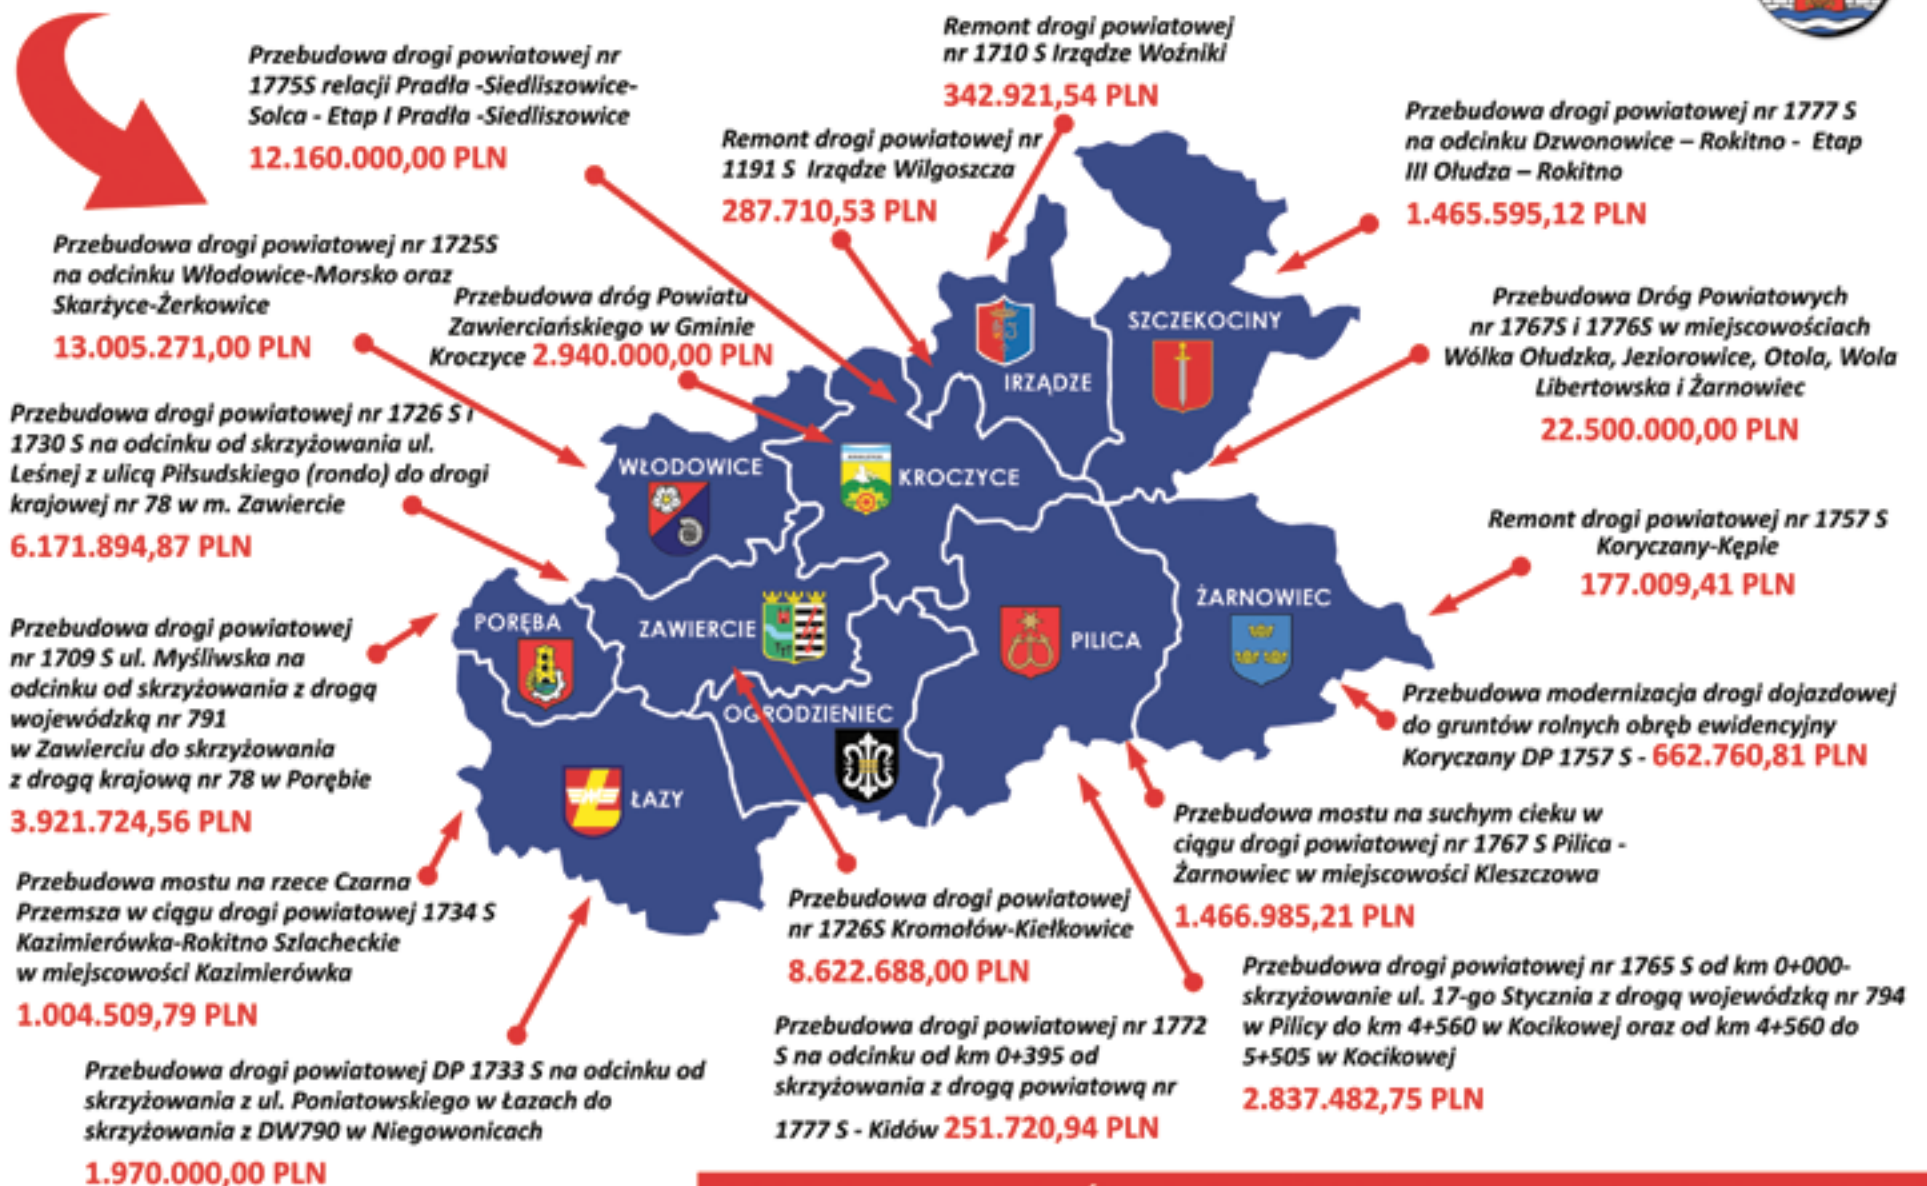 Remont drogi powiatowej
nr 1710 S Irządze Woźniki
342.921,54 PLN
Przebudowa drogi powiatowej nr
1775S relacji Pradła -Siedliszowice-
Solca - Etap I Pradła -Siedliszowice
12.160.000,00 PLN
Remont drogi powiatowej nr
1191 S Irządze Wilgoszcza
287.710,53 PLN
Przebudowa drogi powiatowej nr 1777 S
na odcinku Dzwonowice – Rokitno - Etap
III Ołudza – Rokitno
1.465.595,12 PLN
Przebudowa drogi powiatowej nr 1725S
na odcinku Włodowice-Morsko oraz
Skarżyce-Żerkowice
13.005.271,00 PLN
Przebudowa dróg Powiatu
Zawierciańskiego w Gminie
Kroczyce 2.940.000,00 PLN
Przebudowa Dróg Powiatowych
nr 1767S i 1776S w miejscowościach
Wólka Ołudzka, Jeziorowice, Otola, Wola
Libertowska i Żarnowiec
22.500.000,00 PLN
Przebudowa drogi powiatowej nr 1726 S i
1730 S na odcinku od skrzyżowania ul.
Leśnej z ulicą Piłsudskiego (rondo) do drogi
krajowej nr 78 w m. Zawiercie
6.171.894,87 PLN
SZCZEKOCINY
IRZĄDZE
WŁODOWICE
KROCZYCE
Remont drogi powiatowej nr 1757 S
Koryczany-Kępie
177.009,41 PLN
PORĘBA
ZAWIERCIE
PILICA
ŻARNOWIEC
OGRODZIENIEC
ŁAZY
Przebudowa drogi powiatowej
nr 1709 S ul. Myśliwska na
odcinku od skrzyżowania z drogą
wojewódzką nr 791
w Zawierciu do skrzyżowania
z drogą krajową nr 78 w Porębie
3.921.724,56 PLN
Przebudowa modernizacja drogi dojazdowej
do gruntów rolnych obręb ewidencyjny
Koryczany DP 1757 S - 662.760,81 PLN
Przebudowa mostu na suchym cieku w
ciągu drogi powiatowej nr 1767 S Pilica -
Żarnowiec w miejscowości Kleszczowa
1.466.985,21 PLN
Przebudowa mostu na rzece Czarna
Przemsza w ciągu drogi powiatowej 1734 S
Kazimierówka-Rokitno Szlacheckie
w miejscowości Kazimierówka
1.004.509,79 PLN
Przebudowa drogi powiatowej
nr 1726S Kromołów-Kiełkowice
8.622.688,00 PLN
Przebudowa drogi powiatowej nr 1765 S od km 0+000-
skrzyżowanie ul. 17-go Stycznia z drogą wojewódzką nr 794
w Pilicy do km 4+560 w Kocikowej oraz od km 4+560 do
5+505 w Kocikowej
2.837.482,75 PLN
Przebudowa drogi powiatowej nr 1772
S na odcinku od km 0+395 od
skrzyżowania z drogą powiatową nr
1777 S - Kidów 251.720,94 PLN
Przebudowa drogi powiatowej DP 1733 S na odcinku od
skrzyżowania z ul. Poniatowskiego w Łazach do
skrzyżowania z DW790 w Niegowonicach
1.970.000,00 PLN